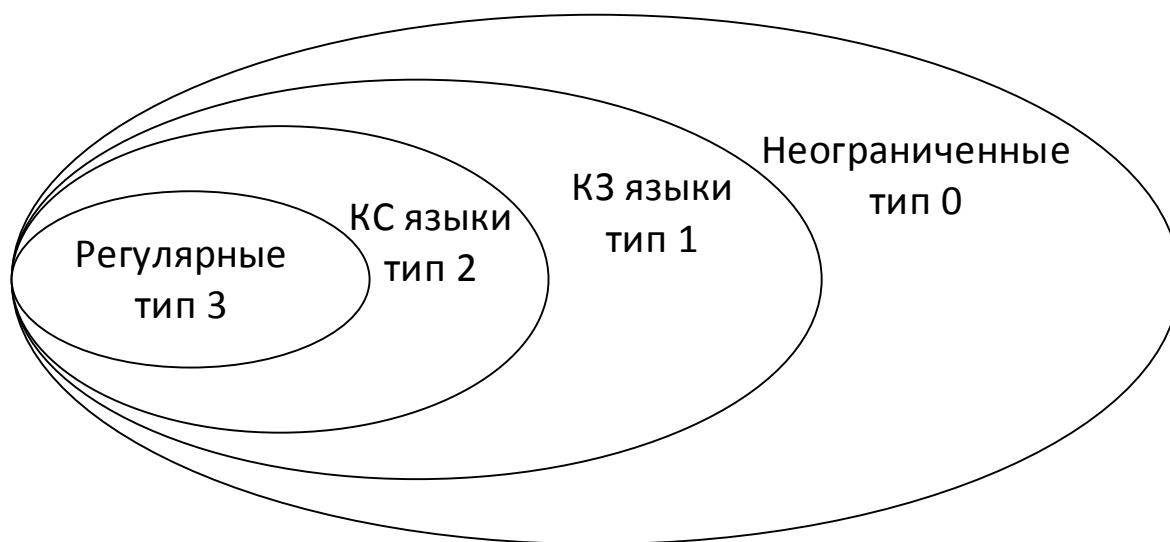 Регулярные
тип 3
КС языки
тип 2
КЗ языки
тип 1
Неограниченные
тип 0